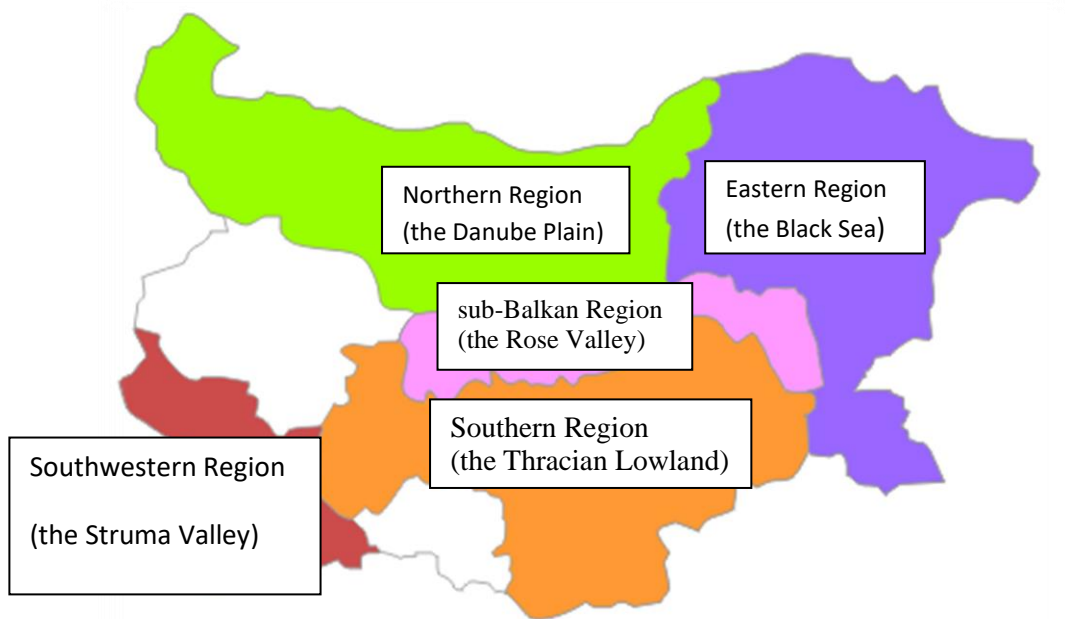 Northern Region
(the Danube Plain)
Eastern Region
(the Black Sea)
sub-Balkan Region
(the Rose Valley)
Southern Region
(the Thracian Lowland)
Southwestern Region
(the Struma Valley)